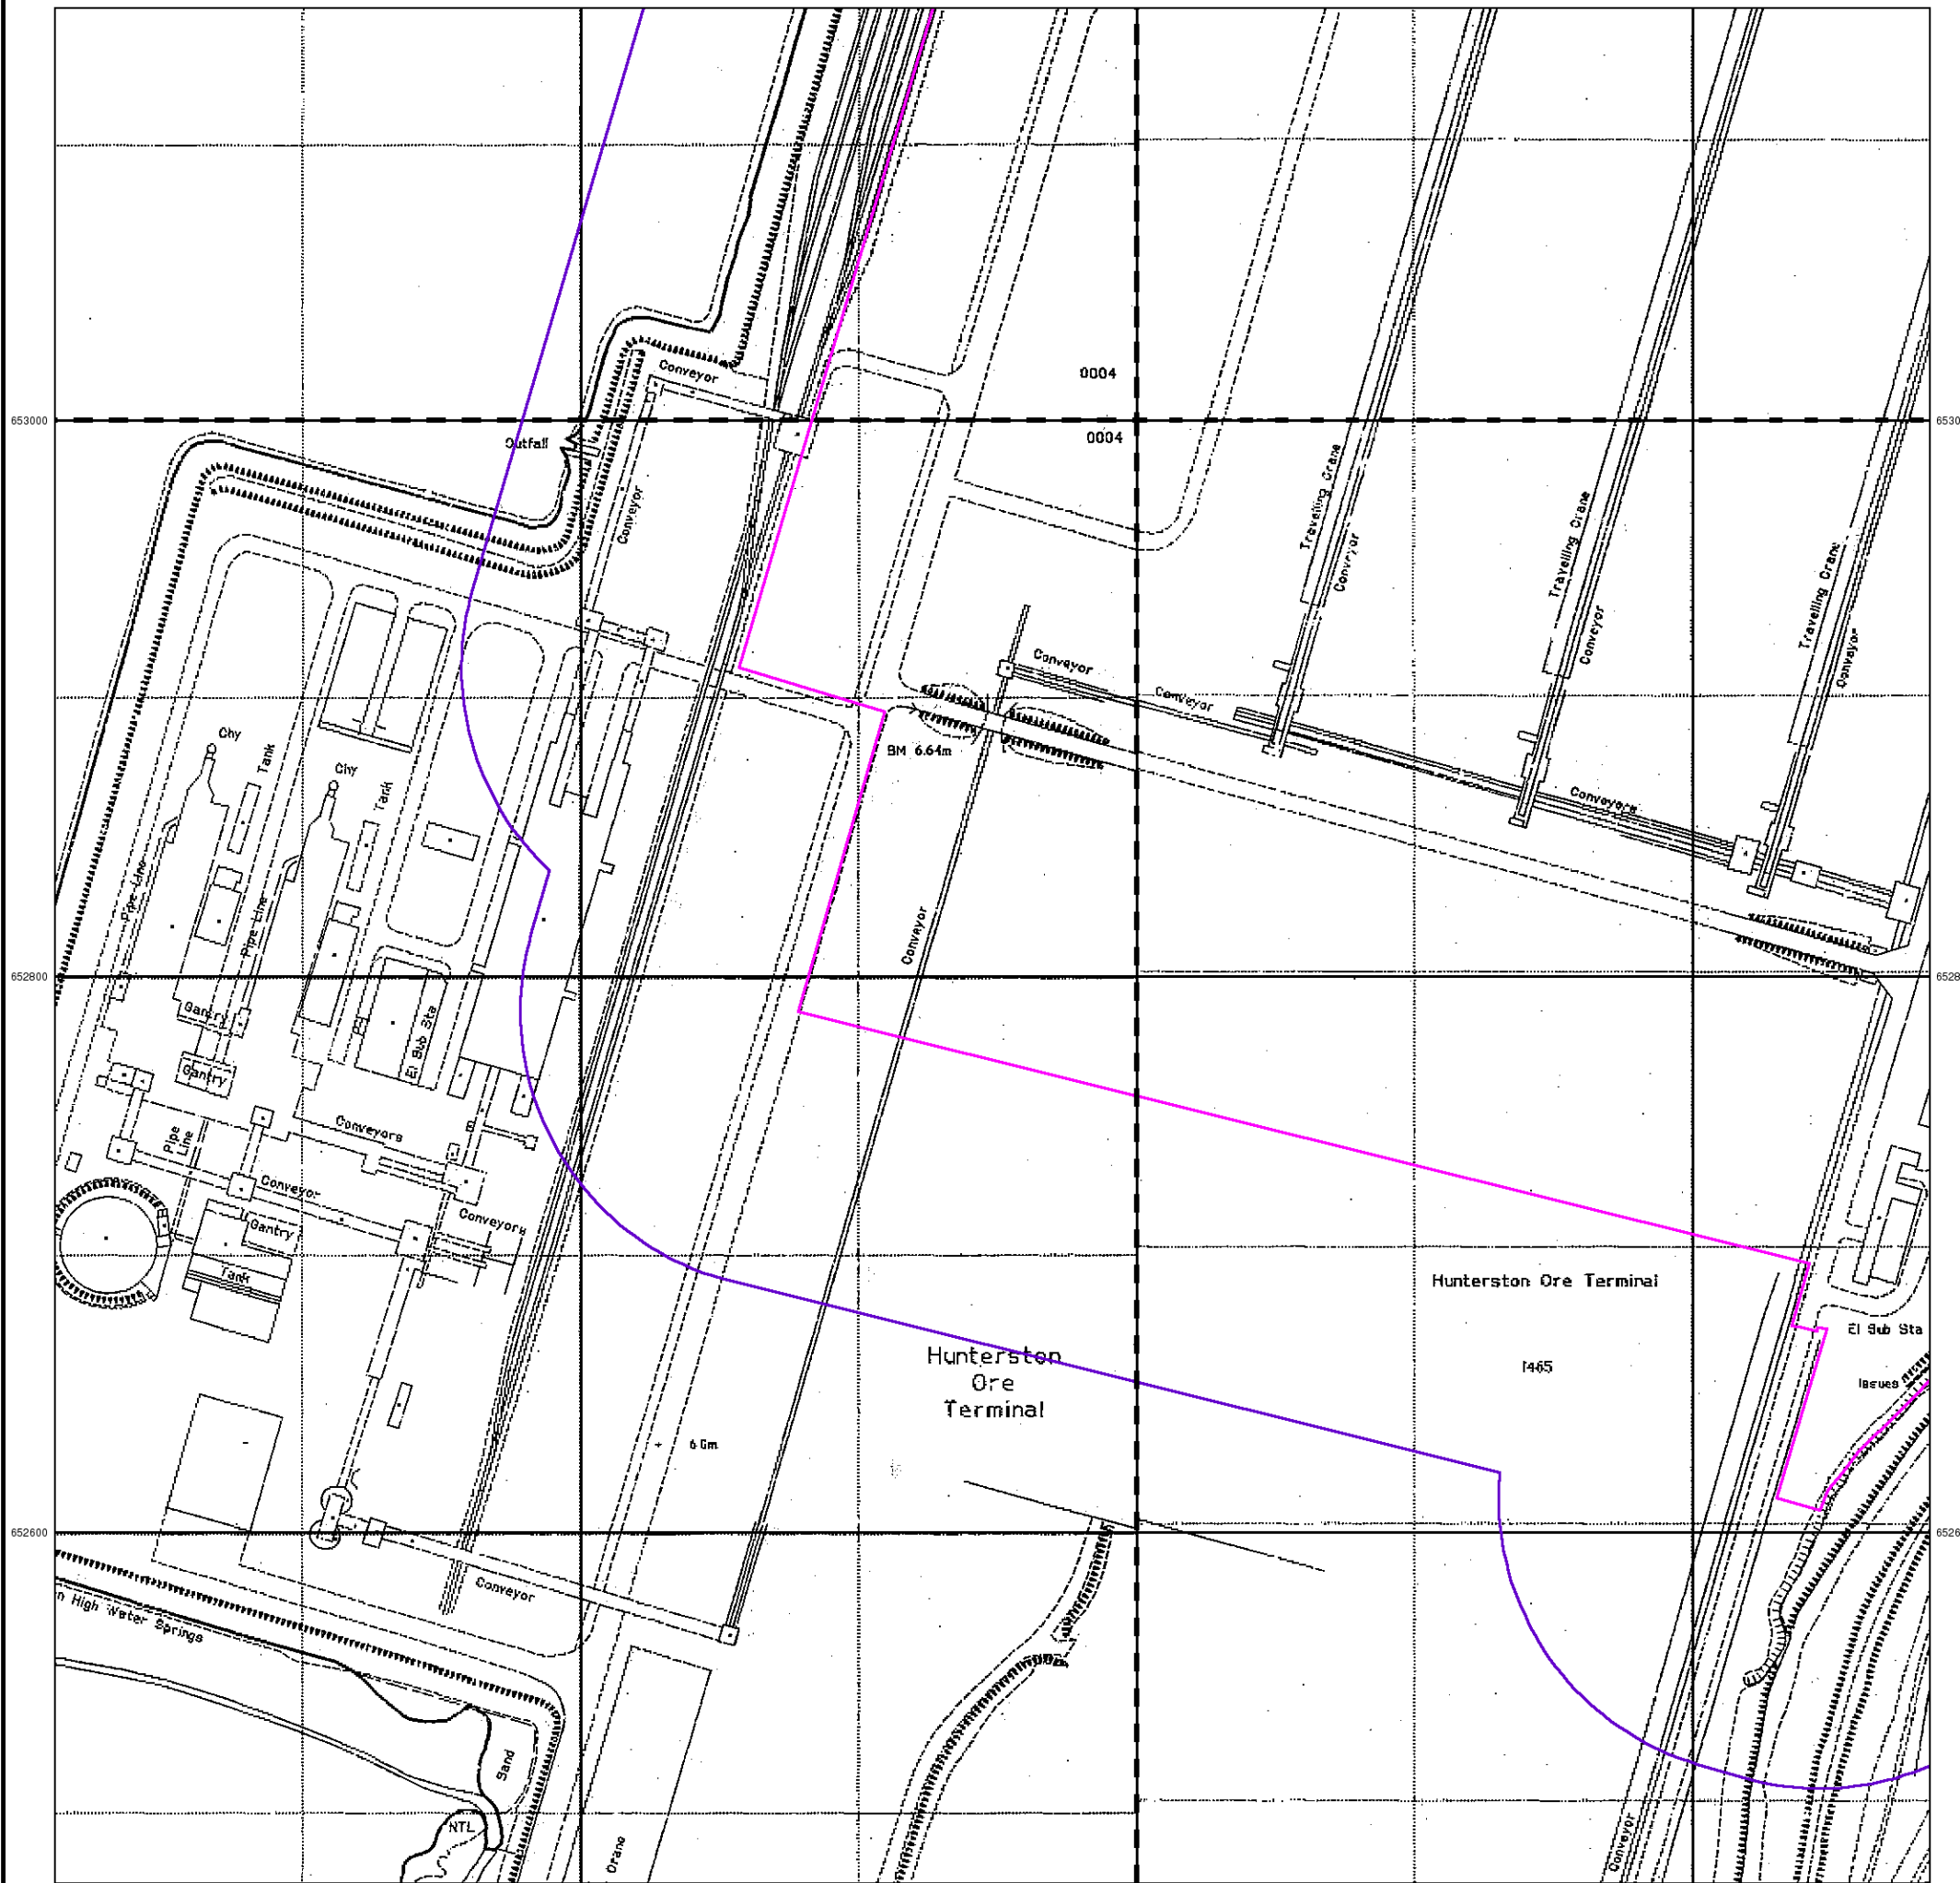 Conveyor
0004
653000
6530
Outfall
0004
Conveyor
Travelling Crane
Conveyor
Travelling Crane
Conveyor
Travelling Crane
Conveyor
Conveyor
Conveyor
BM 6.64m
Chy
Tank
Chy
Tank
Conveyors
Pipe Line
Pipe Line
Conveyor
652800
6528
Gantry
El Sub Sta
Gantry
Conveyors
Pipe
Line
Conveyor
Gantry
Conveyors
Tank
Hunterston Ore Terminal
El Sub Sta
Hunterston
Ore
Terminal
1465
Issues
652600
6526
Conveyor
n High Water Springs
Sand
NTL
Conveyor